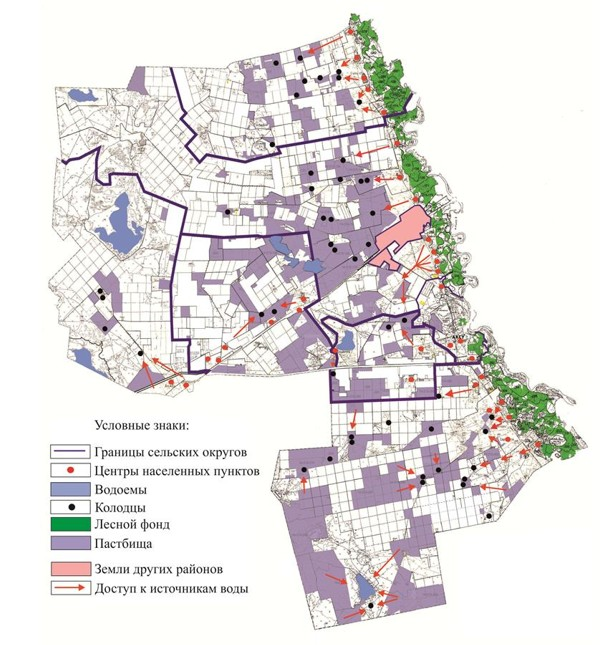 Условные знаки:
Границы сельских округов
Центры населенных пунктов
Водоемы
Колодцы
Лесной фонд
Пастбища
Земли других районов
Доступ к источникам воды